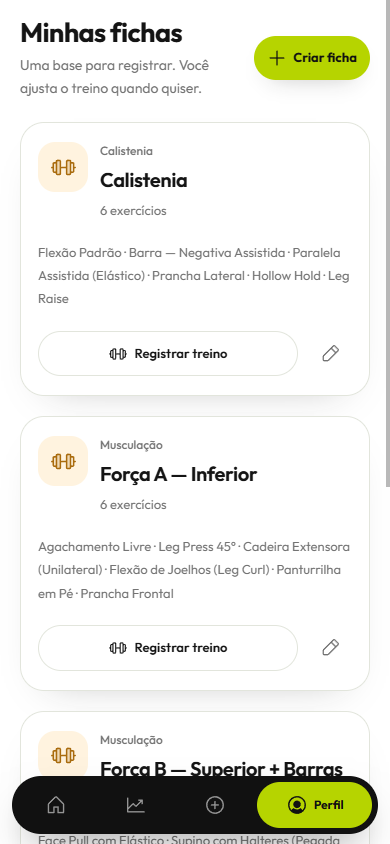 Minhas fichas
Uma base para registrar. Você
ajusta o treino quando quiser.
Criar ficha
Calistenia
Calistenia
6 exercícios
Flexão Padrão · Barra — Negativa Assistida · Paralela
Assistida (Elástico) · Prancha Lateral · Hollow Hold · Leg
Raise
Registrar treino
Musculação
Força A — Inferior
6 exercícios
Agachamento Livre · Leg Press 45° · Cadeira Extensora
(Unilateral) · Flexão de Joelhos (Leg Curl) · Panturrilha
em Pé · Prancha Frontal
Registrar treino
Musculação
Força B — Superior + Barras
Perfil
Face Pull com Elástico · Supino com Halteres (Pegada